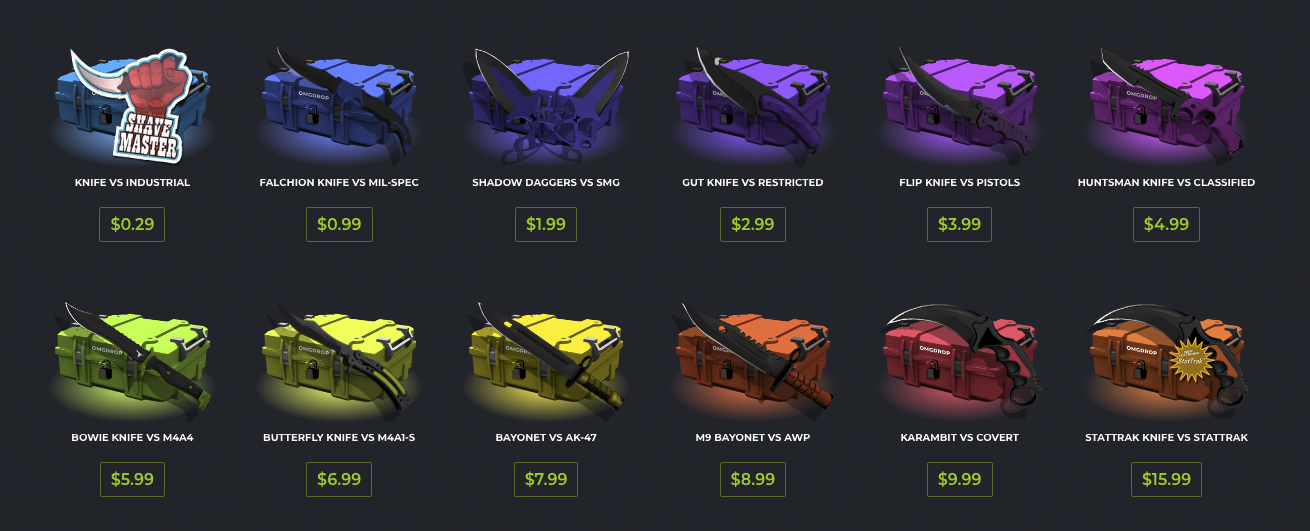 SHAVE
MASTER
OMGDROP
OMGDROP
OMGDROP
OMGDROP
KNIFE VS INDUSTRIAL
FALCHION KNIFE VS MIL-SPEC
SHADOW DAGGERS VS SMG
GUT KNIFE VS RESTRICTED
FLIP KNIFE VS PISTOLS
HUNTSMAN KNIFE VS CLASSIFIED
$0.29
$0.99
$1.99
$2.99
$3.99
$4.99
OMGDROP
OMGDROP
OMGDROP
OMGDROP
OMGDROP
OMGDROP
StatTrak
BOWIE KNIFE VS M4A4
BUTTERFLY KNIFE VS M4A1-S
BAYONET VS AK-47
M9 BAYONET VS AWP
KARAMBIT VS COVERT
STATTRAK KNIFE VS STATTRAK
$5.99
$6.99
$7.99
$8.99
$9.99
$15.99